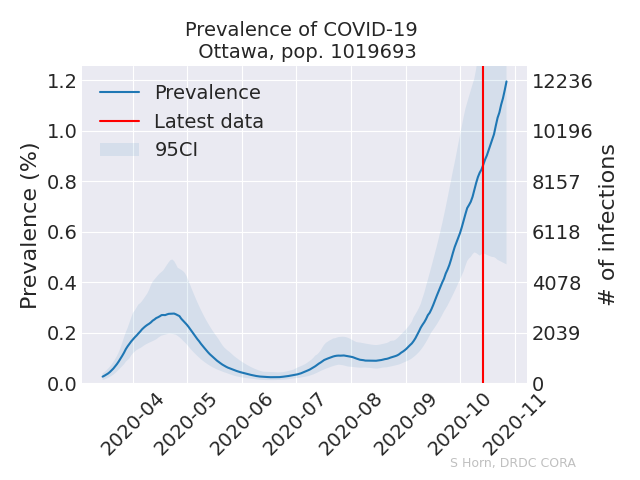 Prevalence of COVID-19
Ottawa, pop. 1019693
Prevalence
Latest data
95CI
Prevalence (%)
1.2
1.0
0.8
0.6
0.4
0.2
0.0
12236
10196
8157
6118
4078
2039
0
# of infections
2020-04
2020-05
2020-06
2020-07
2020-08
2020-09
2020-10
2020-11
S Horn, DRDC CORA